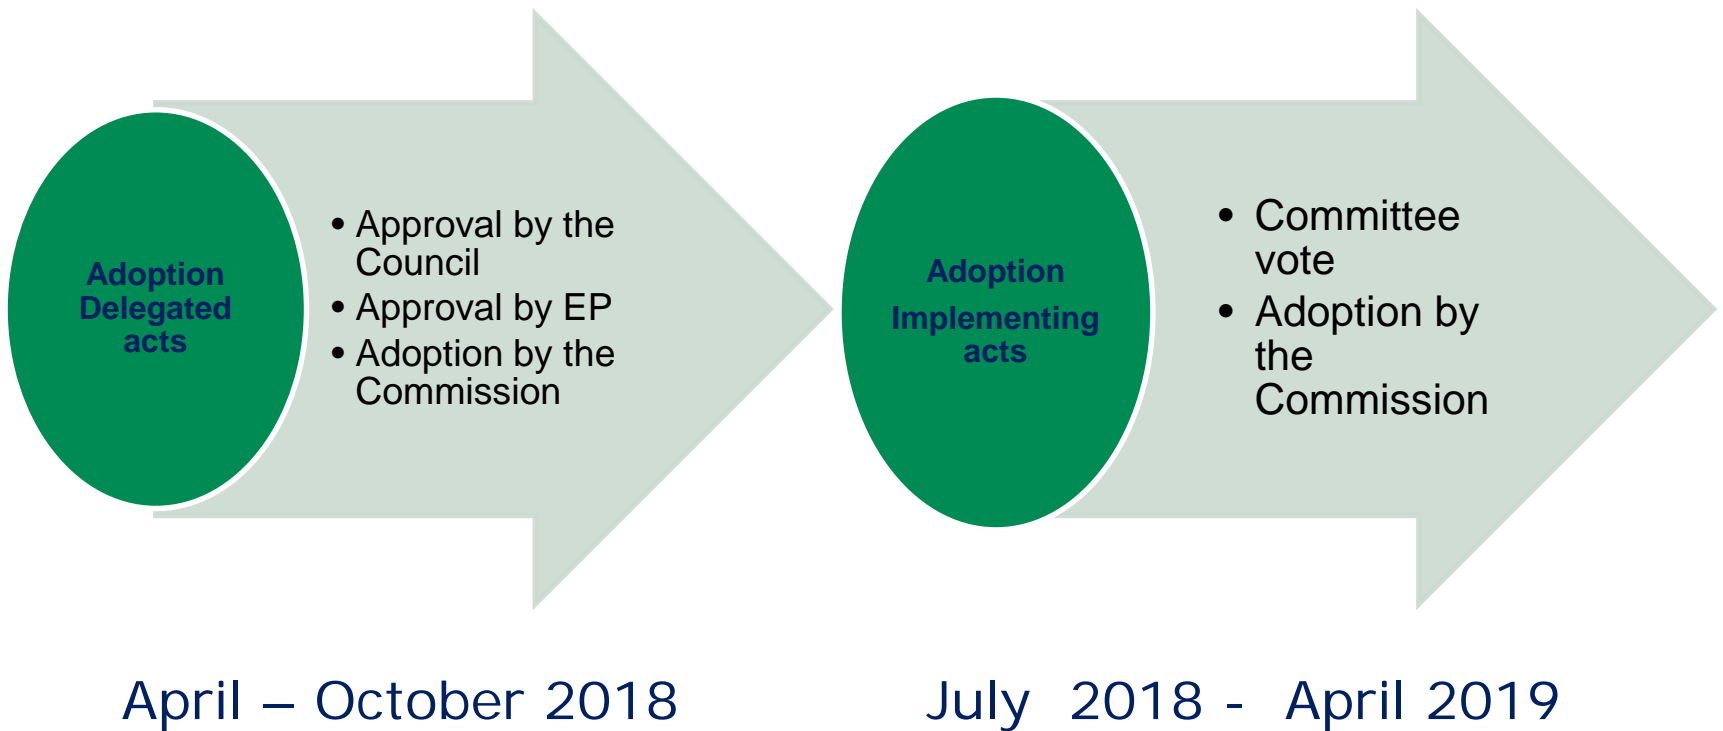 Adoption
Delegated
acts
• Approval by the
Council
• Approval by EP
• Adoption by the
Commission
Adoption
Implementing
acts
• Committee
vote
• Adoption by
the
Commission
April – October 2018
July 2018 - April 2019